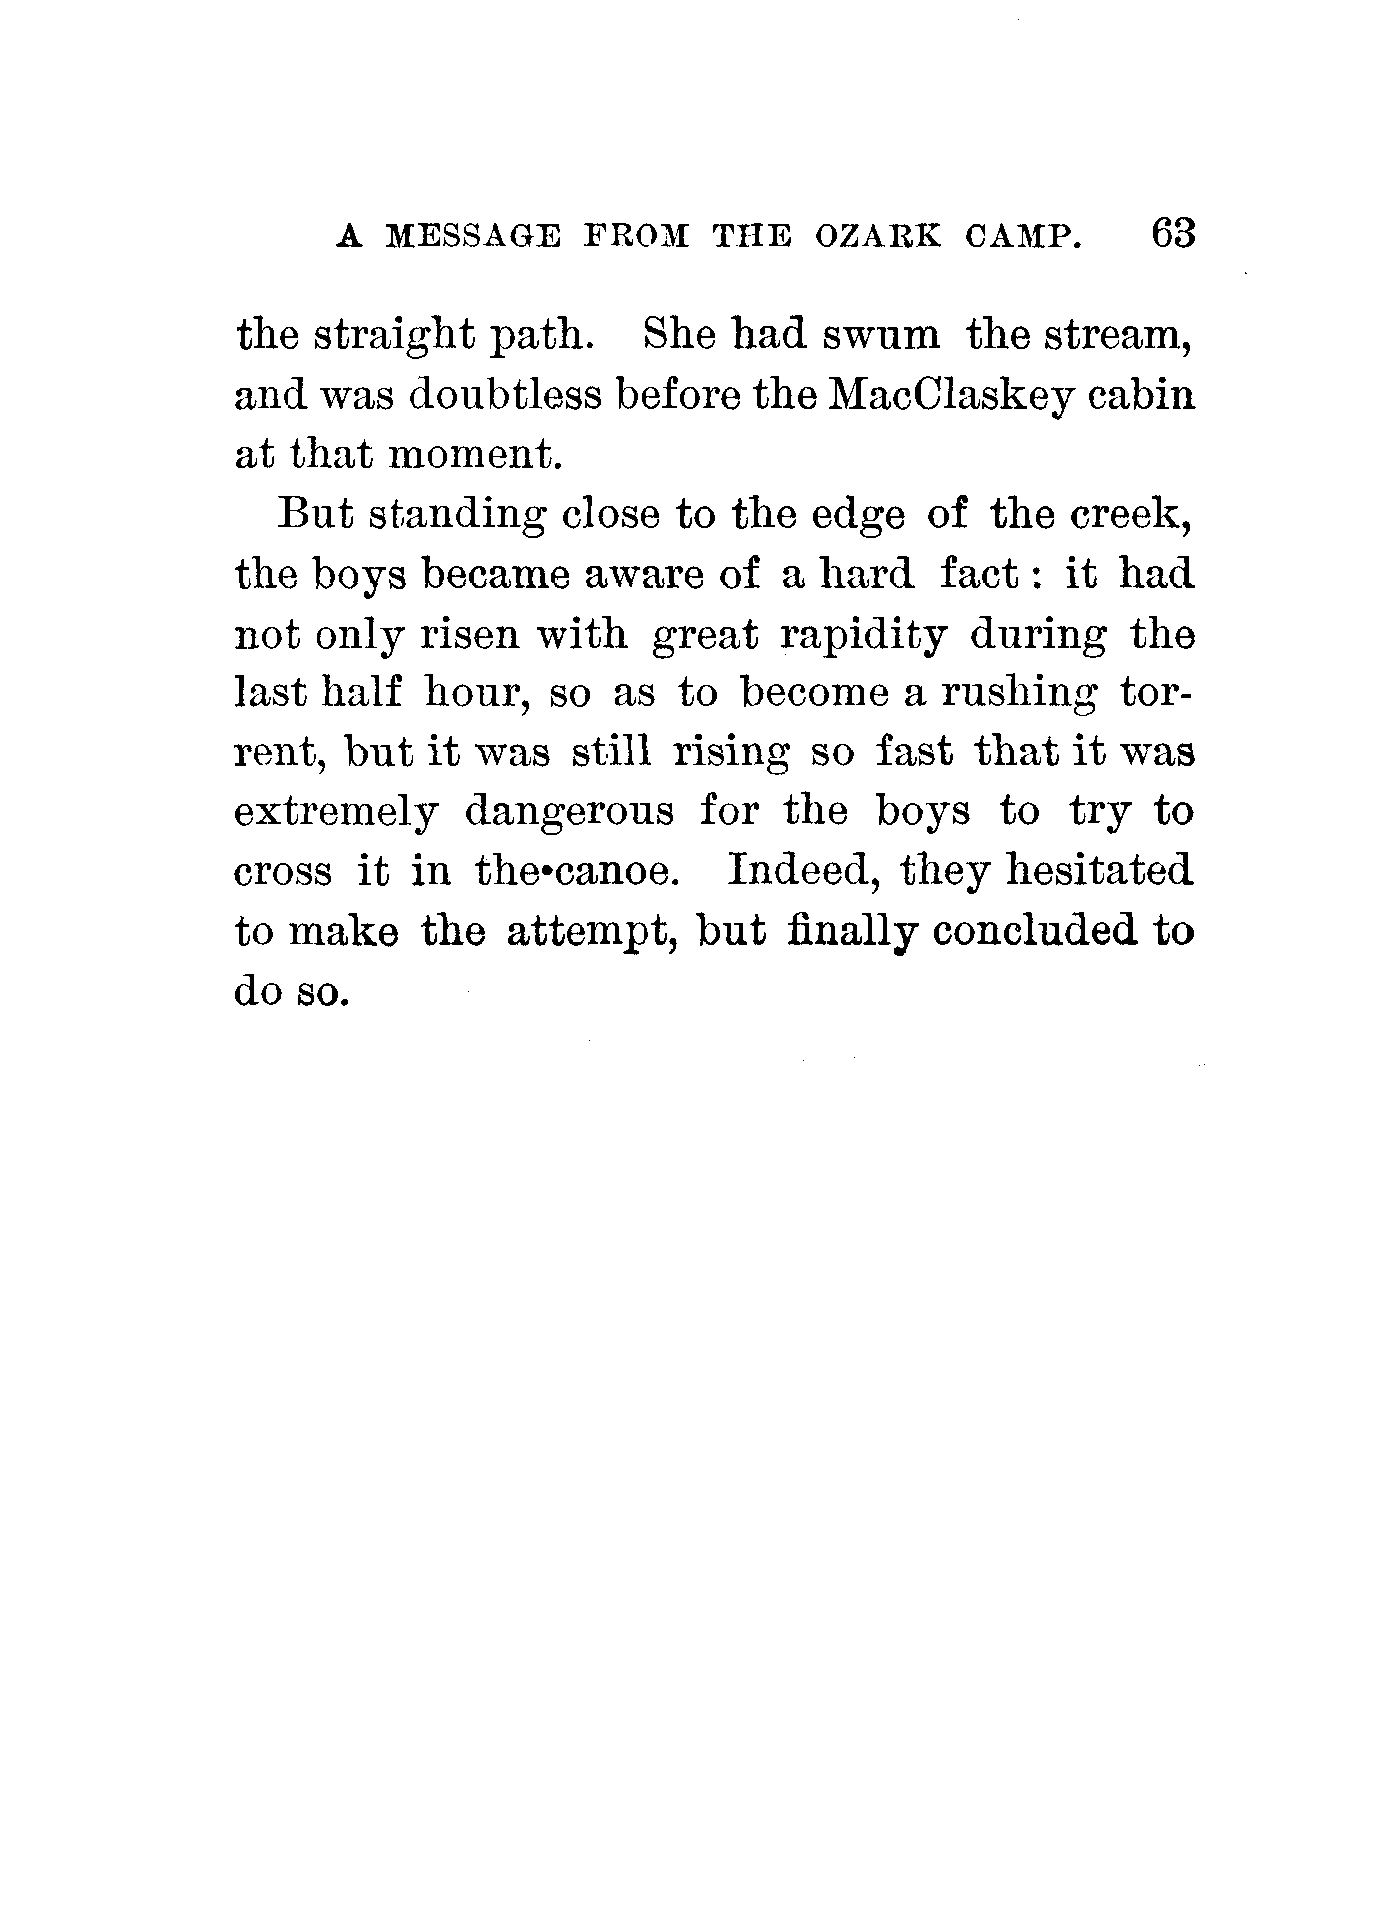 A MESSAGE FROM THE OZARK CAMP. 63
the straight path. She had swum the stream,
and was doubtless before the MacClaskey cabin
at that moment.
But standing close to the edge of the creek,
the boys became aware of a hard fact : it had
not only risen with great rapidity during the
last half hour, so as to become a rushing tor-
rent, but it was still rising so fast that it was
extremely dangerous for the boys to try to
cross it in the•canoe. Indeed, they hesitated
to make the attempt, but finally concluded to
do so.